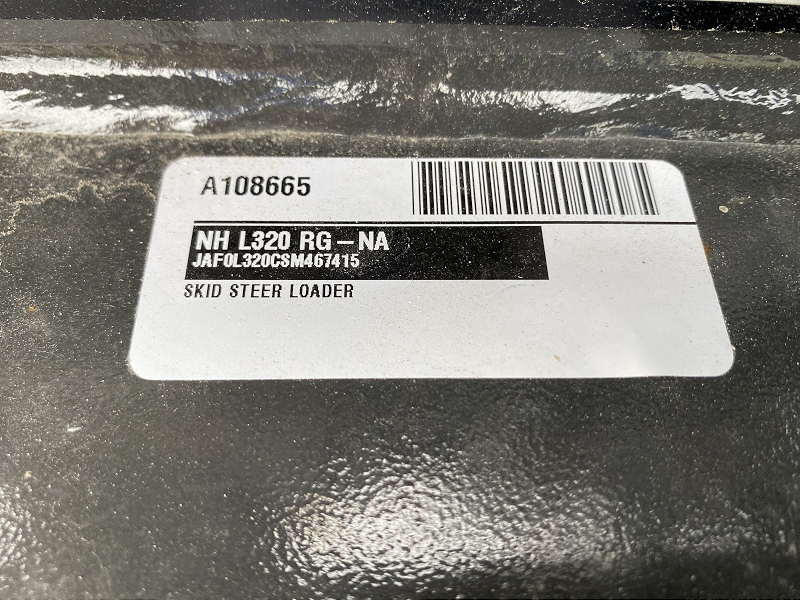 A108665
NH L320 RG-NA
JAF0L320CSM467415
SKID STEER LOADER